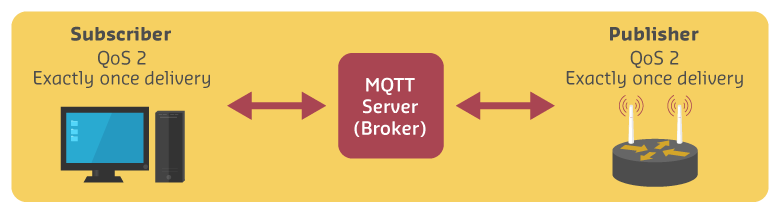 Subscriber
QoS 2
Exactly once delivery
MQTT
Server
(Broker)
Publisher
QoS 2
Exactly once delivery